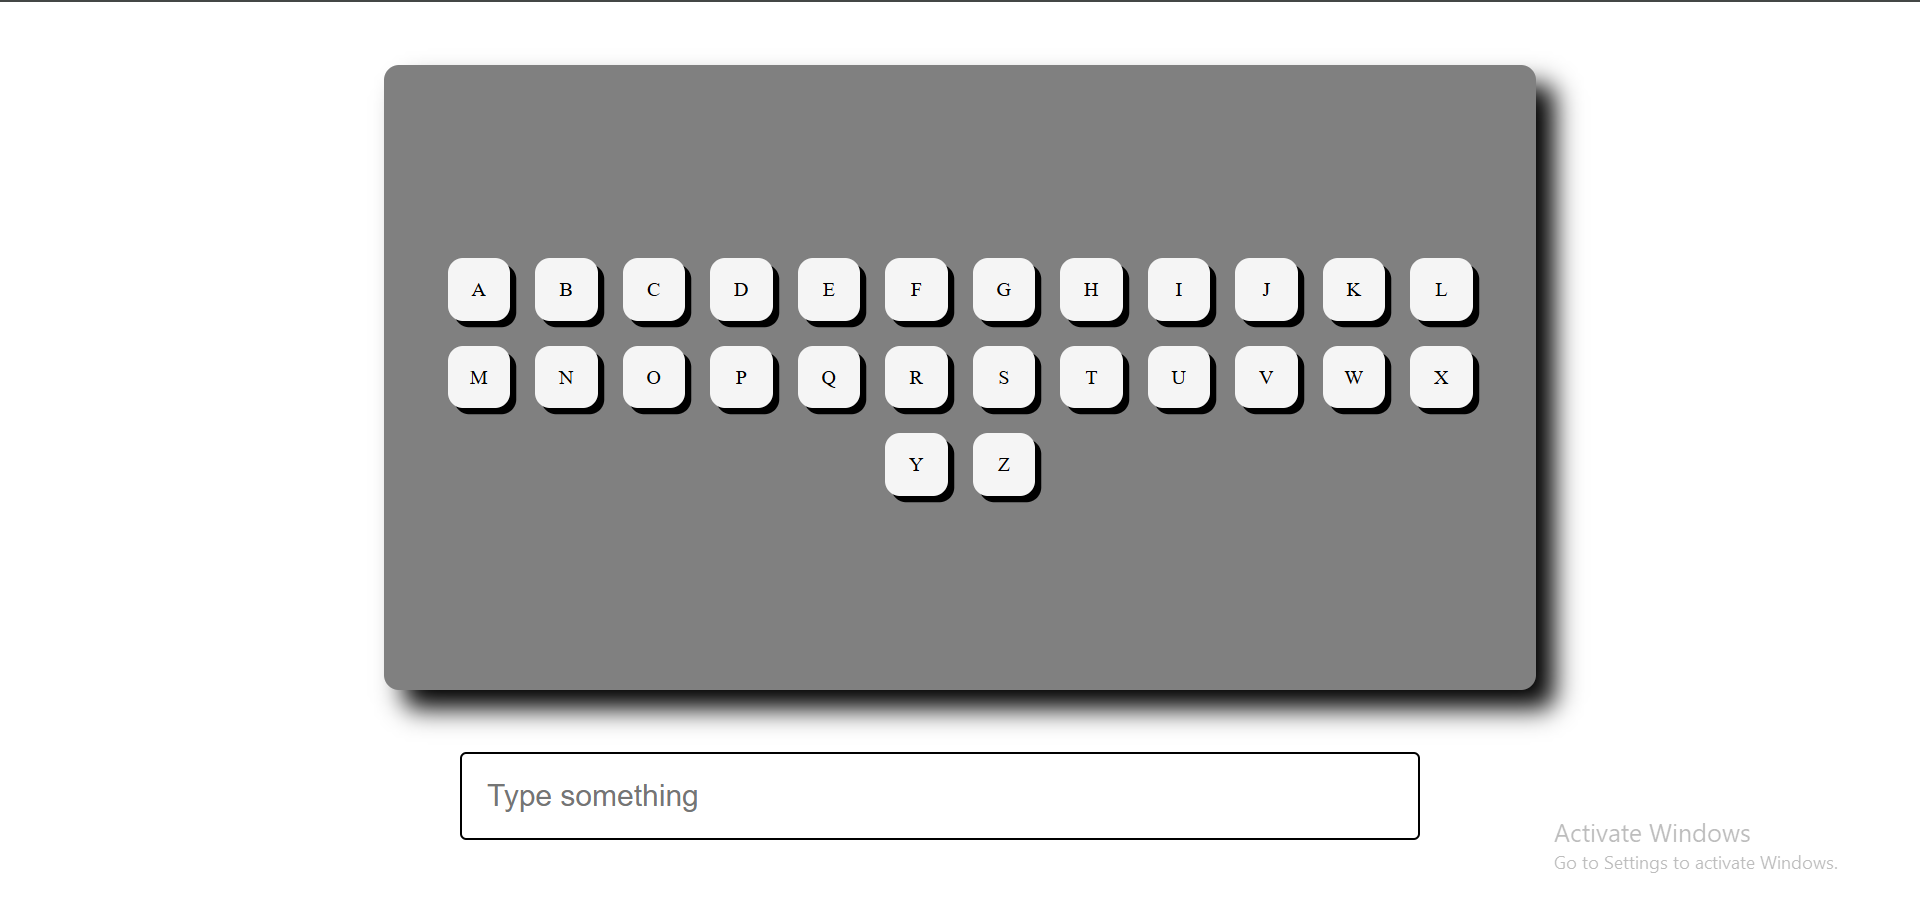 A B C D E F G H I J K L
M N O P Q R S T U V W X
Y Z
Type something
Activate Windows
Go to Settings to activate Windows.